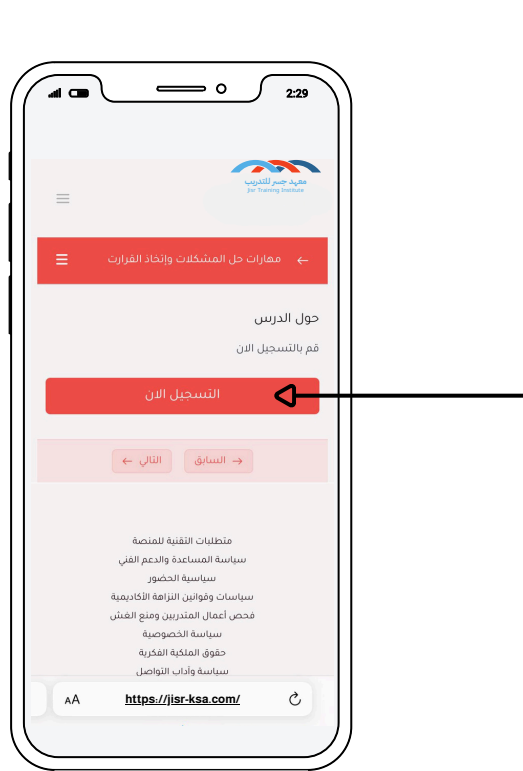 2:29
معهد جسر للتدريب
Jisr Training Institute
مهارات حل المشكلات وإتخاذ القرارت
حول الدرس
قم بالتسجيل الان
التسجيل الان
السابق
التالي
متطلبات التقنية للمنصة
سياسة المساعدة والدعم الفني
سياسية الحضور
سياسات وقوانين النزاهة الأكاديمية
فحص أعمال المتدربين ومنع الغش
سياسة الخصوصية
حقوق الملكية الفكرية
سياسة وأداب التواصل
AA
https://jisr-ksa.com/